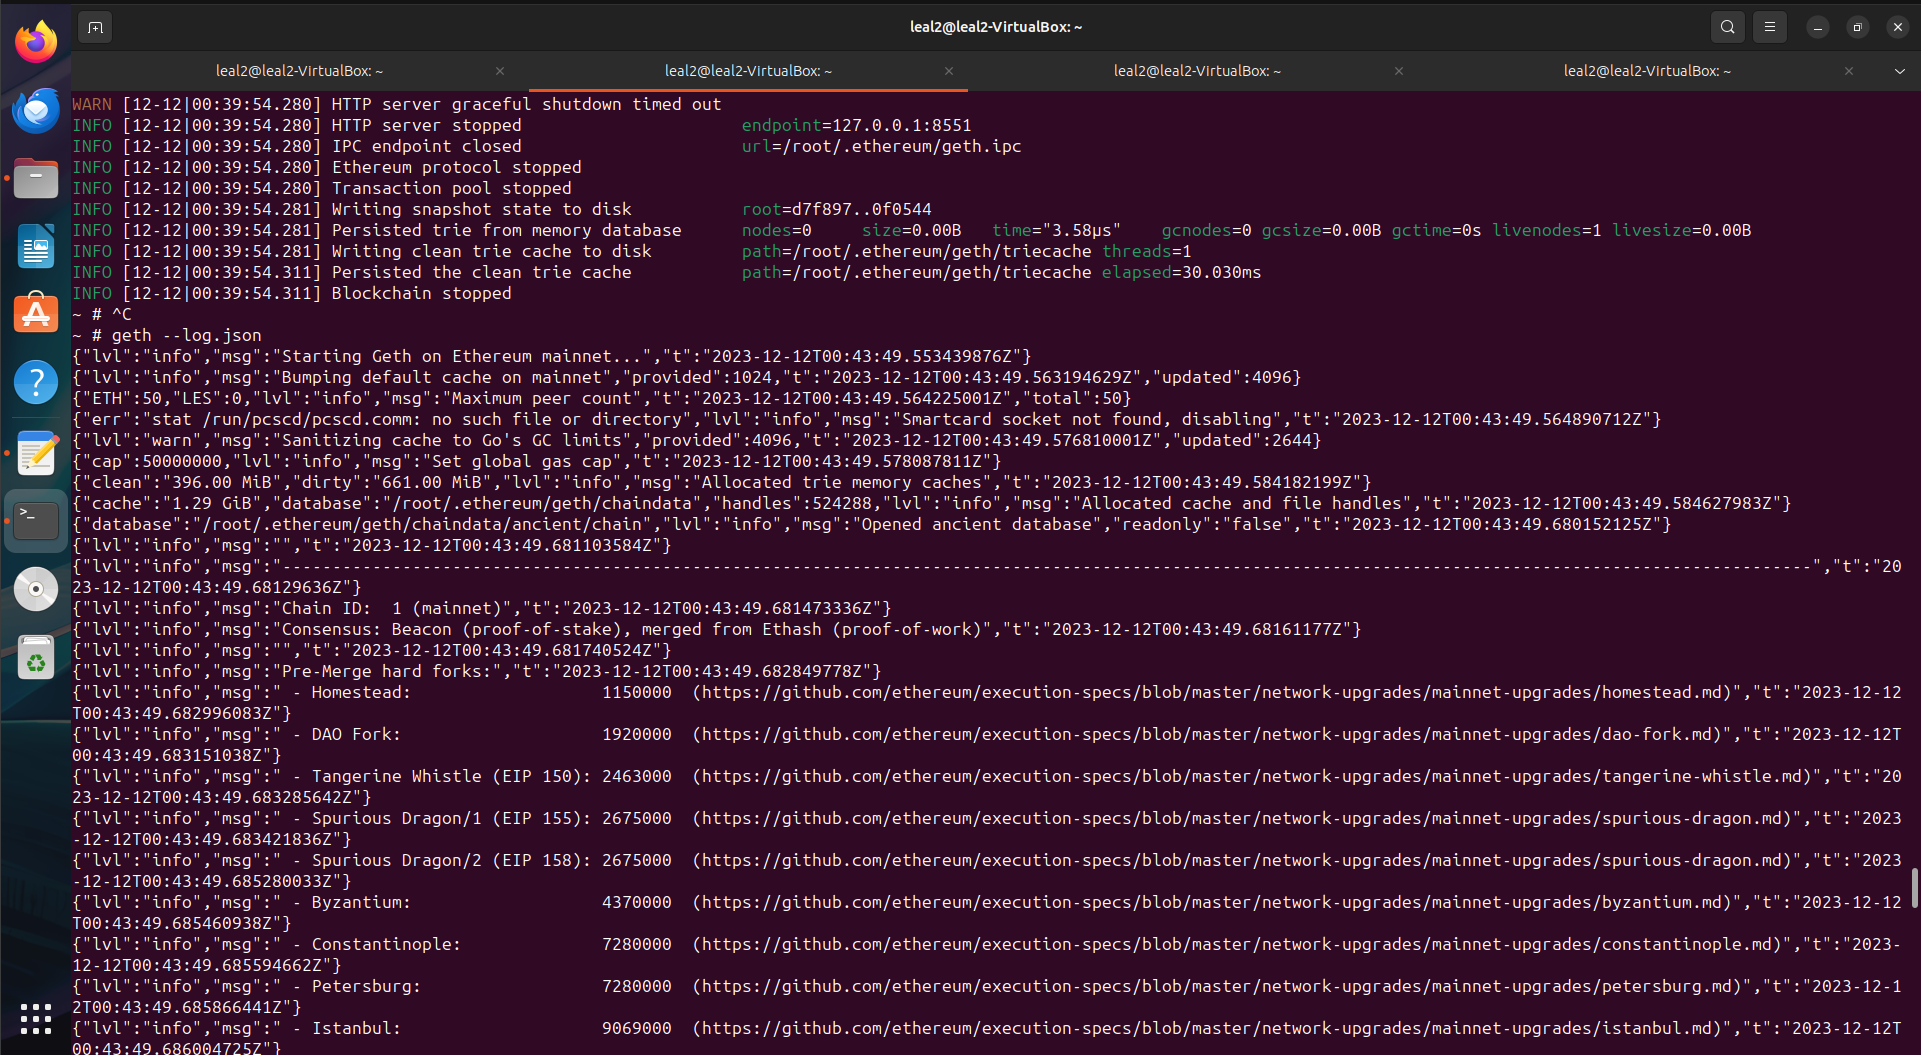 leal2@leal2-VirtualBox: ~
leal2@leal2-VirtualBox: ~
leal2@leal2-VirtualBox: ~
leal2@leal2-VirtualBox: ~
leal2@leal2-VirtualBox: ~
WARN [12-12|00:39:54.280] HTTP server graceful shutdown timed out
INFO [12-12|00:39:54.280] HTTP server stopped endpoint=127.0.0.1:8551
INFO [12-12|00:39:54.280] IPC endpoint closed url=/root/.ethereum/geth.ipc
INFO [12-12|00:39:54.280] Ethereum protocol stopped
INFO [12-12|00:39:54.280] Transaction pool stopped
INFO [12-12|00:39:54.281] Writing snapshot state to disk root=d7f897..0f0544
INFO [12-12|00:39:54.281] Persisted trie from memory database nodes=0 size=0.00B time="3.58µs" gcnodes=0 gcsize=0.00B gctime=0s livenodes=1 livesize=0.00B
INFO [12-12|00:39:54.281] Writing clean trie cache to disk path=/root/.ethereum/geth/triecache threads=1
INFO [12-12|00:39:54.311] Persisted the clean trie cache path=/root/.ethereum/geth/triecache elapsed=30.030ms
INFO [12-12|00:39:54.311] Blockchain stopped
~ # ^C
~ # geth --log.json
{"lvl":"info","msg":"Starting Geth on Ethereum mainnet...","t":"2023-12-12T00:43:49.553439876Z"}
{"lvl":"info","msg":"Bumping default cache on mainnet","provided":1024,"t":"2023-12-12T00:43:49.563194629Z","updated":4096}
{"ETH":50,"LES":0,"lvl":"info","msg":"Maximum peer count","t":"2023-12-12T00:43:49.564225001Z","total":50}
{"err":"stat /run/pcscd/pcscd.comm: no such file or directory","lvl":"info","msg":"Smartcard socket not found, disabling","t":"2023-12-12T00:43:49.564890712Z"}
{"lvl":"warn","msg":"Sanitizing cache to Go's GC limits","provided":4096,"t":"2023-12-12T00:43:49.576810001Z","updated":2644}
{"cap":50000000,"lvl":"info","msg":"Set global gas cap","t":"2023-12-12T00:43:49.578087811Z"}
{"clean":"396.00 MiB","dirty":"661.00 MiB","lvl":"info","msg":"Allocated trie memory caches","t":"2023-12-12T00:43:49.584182199Z"}
{"cache":"1.29 GiB","database":"/root/.ethereum/geth/chaindata","handles":524288,"lvl":"info","msg":"Allocated cache and file handles","t":"2023-12-12T00:43:49.584627983Z"}
{"database":"/root/.ethereum/geth/chaindata/ancient/chain","lvl":"info","msg":"Opened ancient database","readonly":"false","t":"2023-12-12T00:43:49.680152125Z"}
{"lvl":"info","msg":"","t":"2023-12-12T00:43:49.681103584Z"}
{"lvl":"info","msg":"---------------------------------------------------------------------------------------------------------------------------------------------------------","t":"20
23-12-12T00:43:49.68129636Z"}
{"lvl":"info","msg":"Chain ID:  1 (mainnet)","t":"2023-12-12T00:43:49.681473336Z"}
{"lvl":"info","msg":"Consensus: Beacon (proof-of-stake), merged from Ethash (proof-of-work)","t":"2023-12-12T00:43:49.68161177Z"}
{"lvl":"info","msg":"","t":"2023-12-12T00:43:49.681740524Z"}
{"lvl":"info","msg":"Pre-Merge hard forks:","t":"2023-12-12T00:43:49.682849778Z"}
{"lvl":"info","msg":" - Homestead:                   1150000  (https://github.com/ethereum/execution-specs/blob/master/network-upgrades/mainnet-upgrades/homestead.md)","t":"2023-12-12
T00:43:49.682996083Z"}
{"lvl":"info","msg":" - DAO Fork:                    1920000  (https://github.com/ethereum/execution-specs/blob/master/network-upgrades/mainnet-upgrades/dao-fork.md)","t":"2023-12-12T
00:43:49.683151038Z"}
{"lvl":"info","msg":" - Tangerine Whistle (EIP 150): 2463000  (https://github.com/ethereum/execution-specs/blob/master/network-upgrades/mainnet-upgrades/tangerine-whistle.md)","t":"20
23-12-12T00:43:49.683285642Z"}
{"lvl":"info","msg":" - Spurious Dragon/1 (EIP 155): 2675000  (https://github.com/ethereum/execution-specs/blob/master/network-upgrades/mainnet-upgrades/spurious-dragon.md)","t":"2023
-12-12T00:43:49.683421836Z"}
{"lvl":"info","msg":" - Spurious Dragon/2 (EIP 158): 2675000  (https://github.com/ethereum/execution-specs/blob/master/network-upgrades/mainnet-upgrades/spurious-dragon.md)","t":"2023
-12-12T00:43:49.685280033Z"}
{"lvl":"info","msg":" - Byzantium:                   4370000  (https://github.com/ethereum/execution-specs/blob/master/network-upgrades/mainnet-upgrades/byzantium.md)","t":"2023-12-12
T00:43:49.685460938Z"}
{"lvl":"info","msg":" - Constantinople:              7280000  (https://github.com/ethereum/execution-specs/blob/master/network-upgrades/mainnet-upgrades/constantinople.md)","t":"2023-
12-12T00:43:49.685594662Z"}
{"lvl":"info","msg":" - Petersburg:                  7280000  (https://github.com/ethereum/execution-specs/blob/master/network-upgrades/mainnet-upgrades/petersburg.md)","t":"2023-12-1
2T00:43:49.685866441Z"}
{"lvl":"info","msg":" - Istanbul:                    9069000  (https://github.com/ethereum/execution-specs/blob/master/network-upgrades/mainnet-upgrades/istanbul.md)","t":"2023-12-12T
00:43:49.686004725Z"}